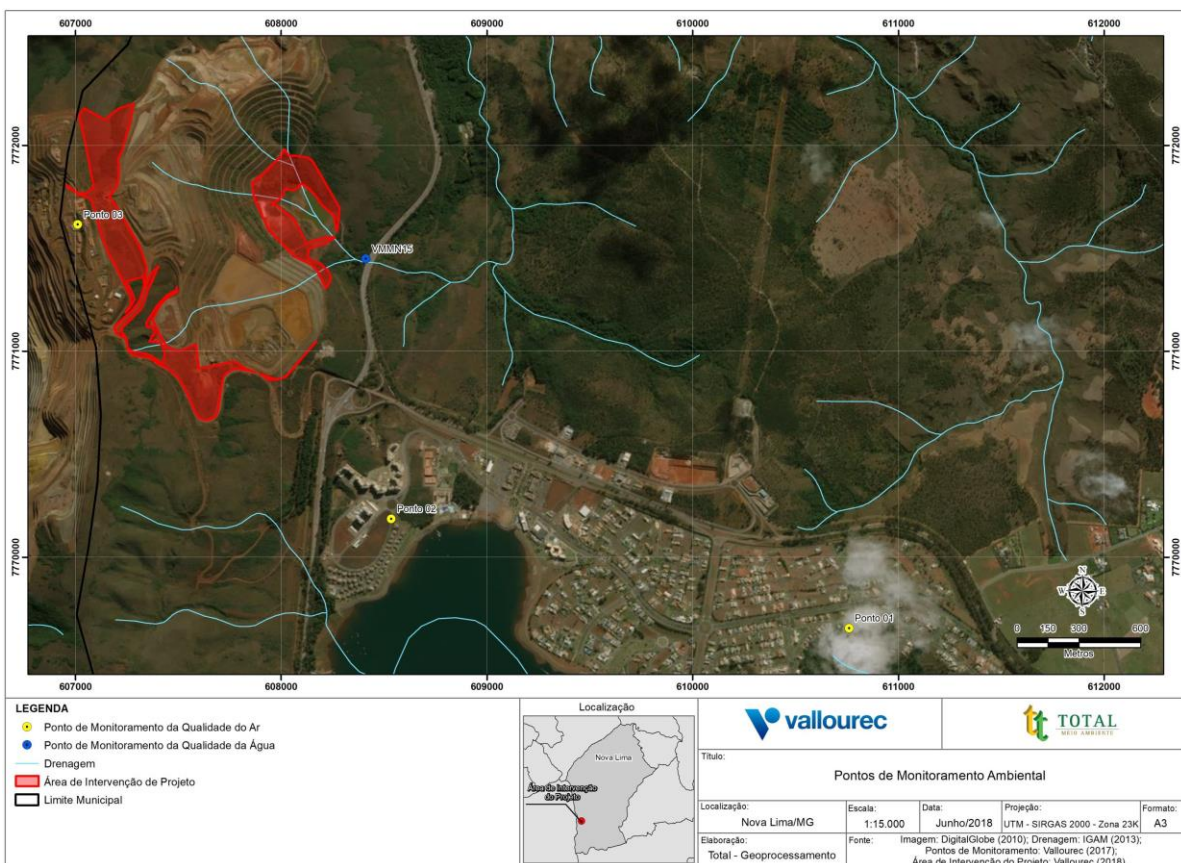 607000 608000 609000 610000 611000 612000
7772000 7772000
Ponto 03
VMMN15
7771000 7771000
Ponto 02
7770000 7770000
N
W E
S
Ponto 01
0 150 300 600
Metros
607000 608000 609000 610000 611000 612000
LEGENDA
Ponto de Monitoramento da Qualidade do Ar
Ponto de Monitoramento da Qualidade da Água
Drenagem
Área de Intervenção de Projeto
Limite Municipal
Localização
Nova Lima
Área de Intervenção
do Projeto
vallourec
TOTAL
MEIO AMBIENTE
Título:
Pontos de Monitoramento Ambiental
Localização:
Nova Lima/MG
Escala:
1:15.000
Data:
Junho/2018
Projeção:
UTM - SIRGAS 2000 - Zona 23K
Formato:
A3
Elaboração:
Total - Geoprocessamento
Fonte: Imagem: DigitalGlobe (2010); Drenagem: IGAM (2013);
Pontos de Monitoramento: Vallourec (2017);
Área de Intervenção do Projeto: Vallourec (2018)